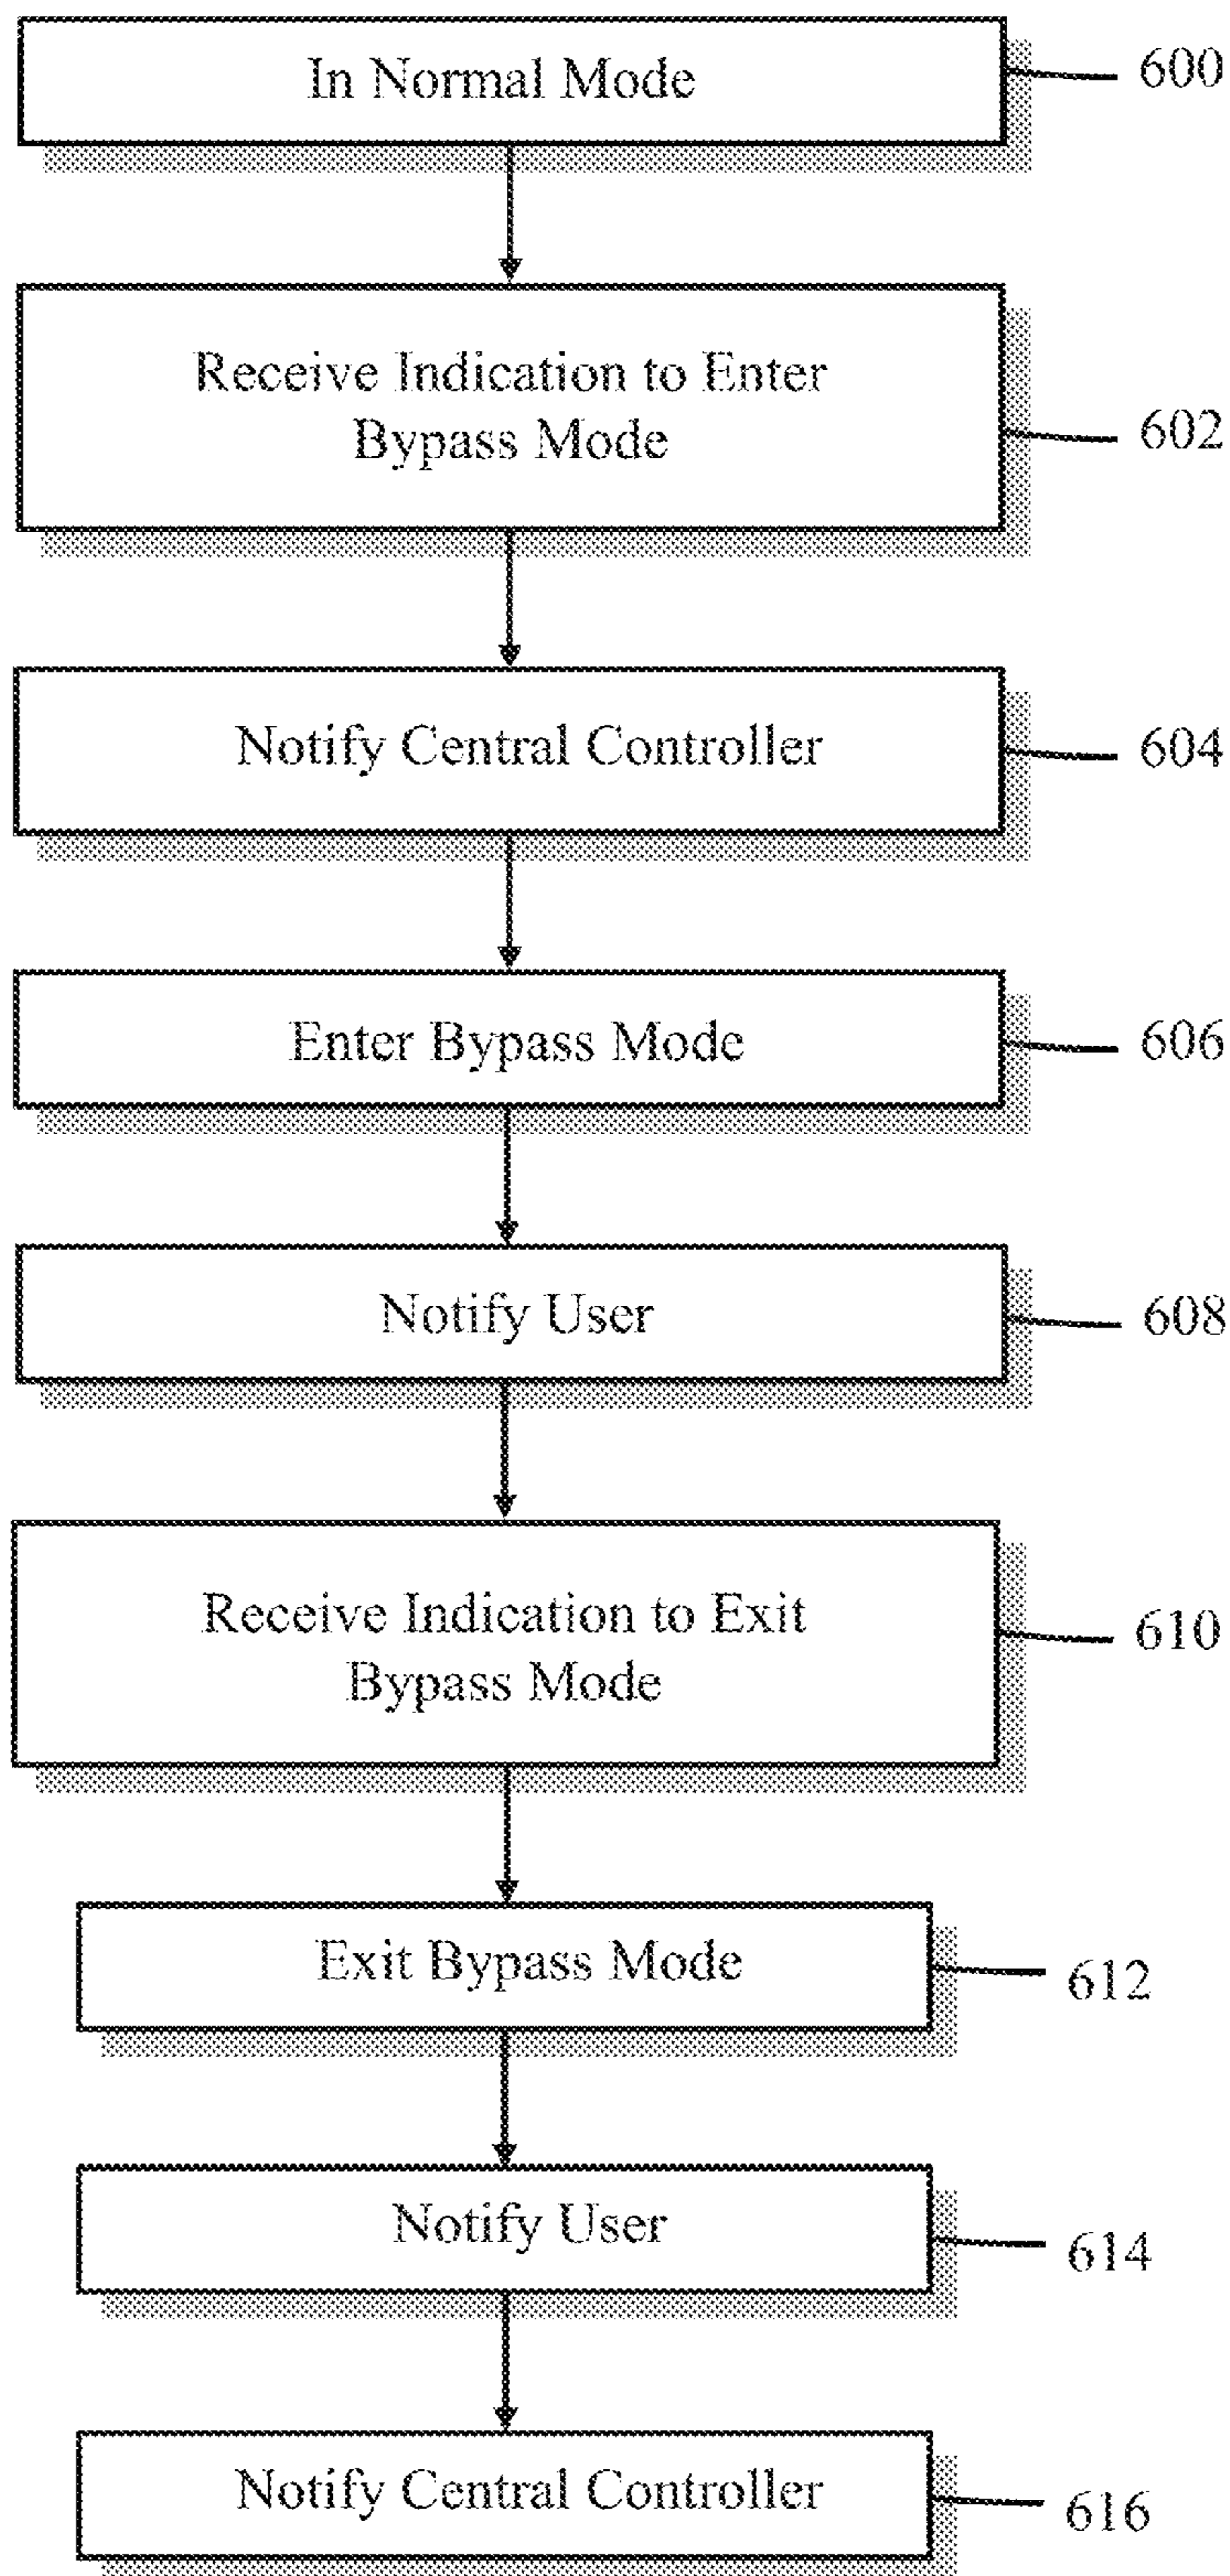 In Normal Mode
600
Receive Indication to Enter
Bypass Mode
602
Notify Central Controller
604
Enter Bypass Mode
606
Notify User
608
Receive Indication to Exit
Bypass Mode
610
Exit Bypass Mode
612
Notify User
614
Notify Central Controller
616